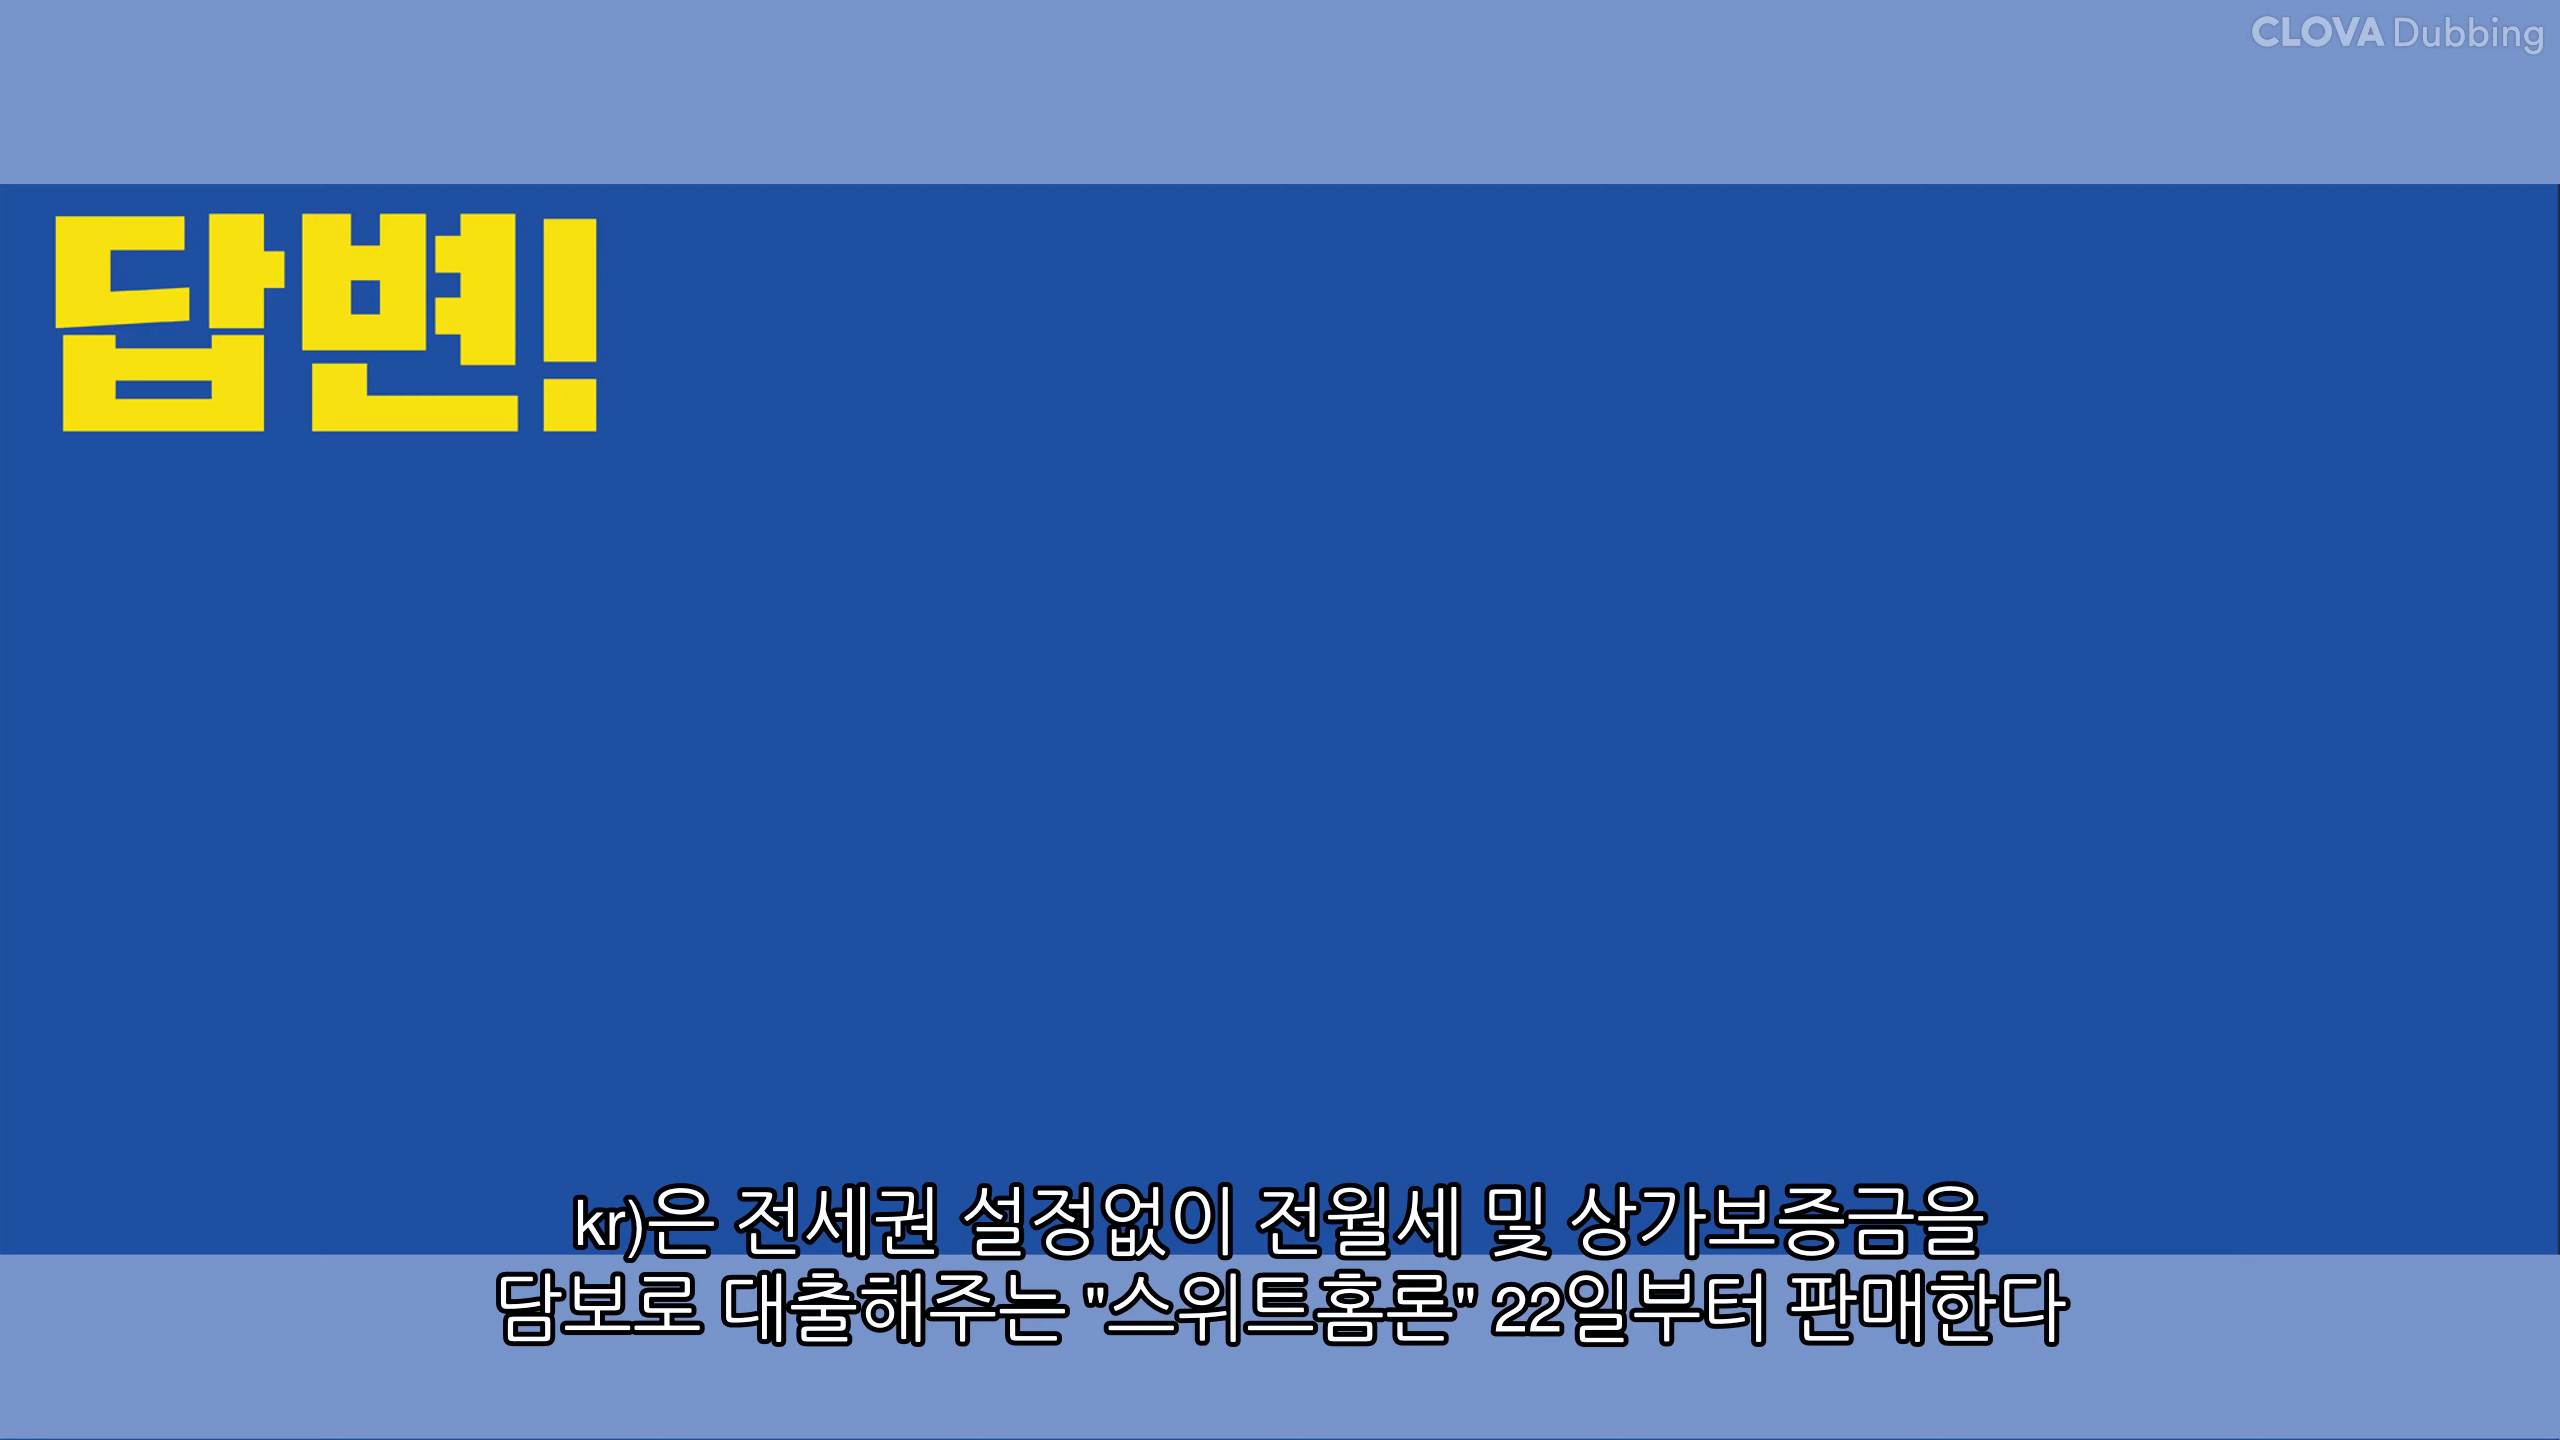 CLOVA Dubbing
답변!
kr)은 전세권 설정없이 전월세 및 상가보증금을
담보로 대출해주는 "스위트홈론" 22일부터 판매한다